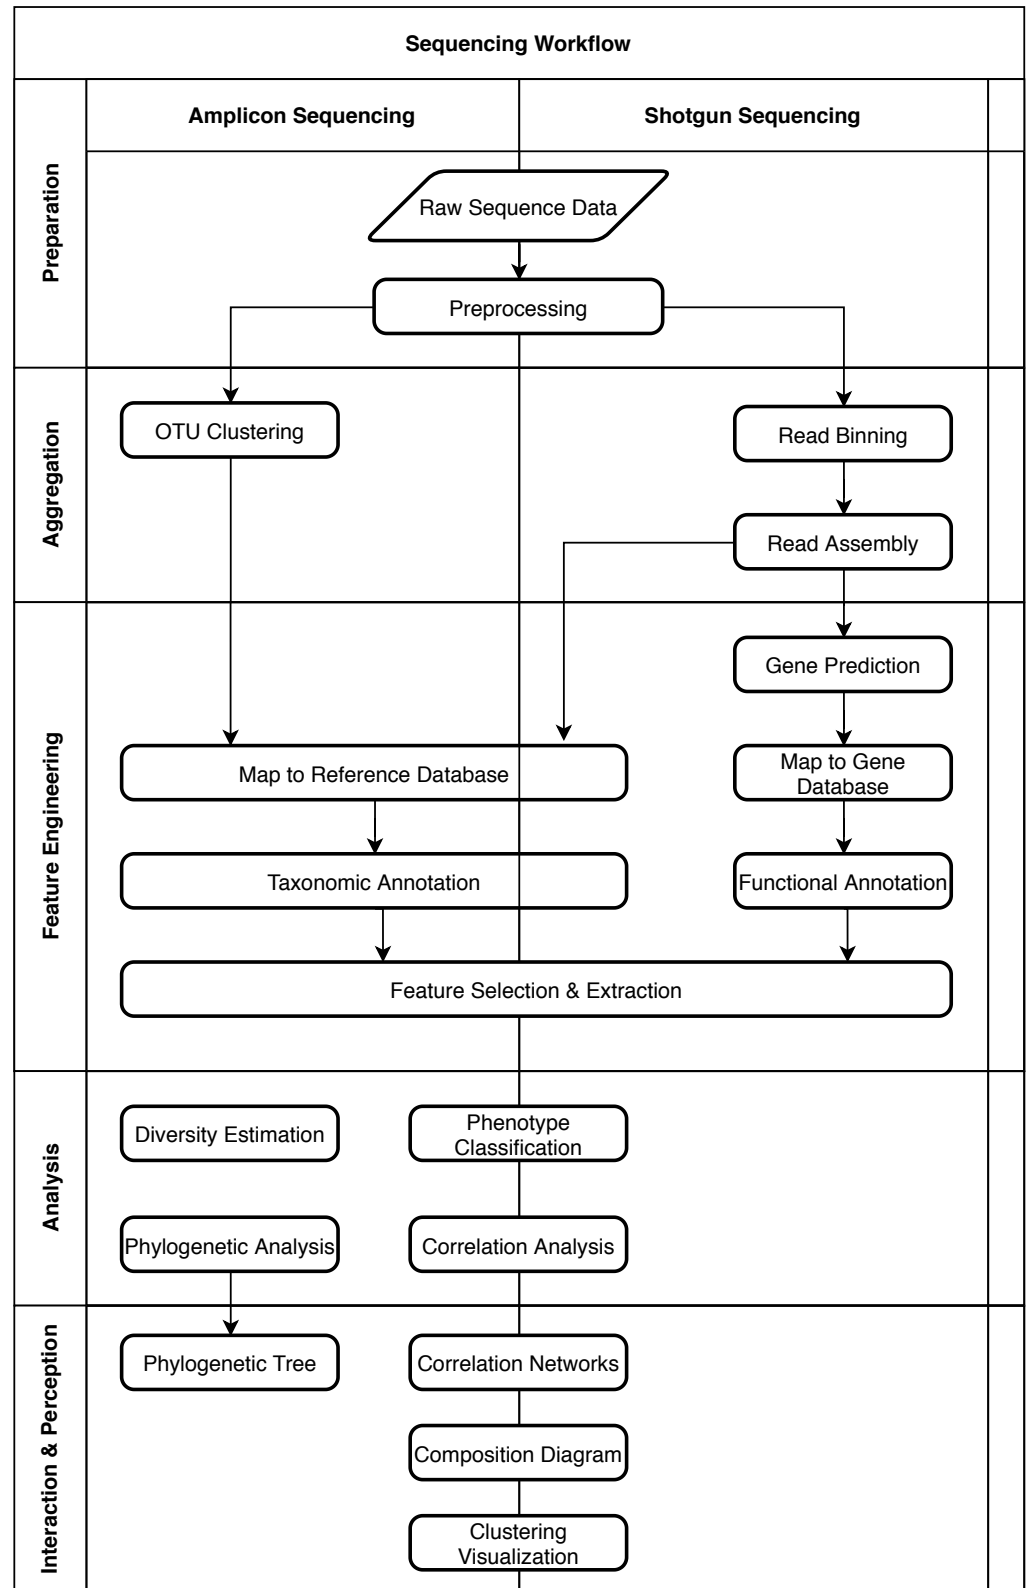 Sequencing Workflow
Amplicon Sequencing
Shotgun Sequencing
Preparation
Raw Sequence Data
Preprocessing
Aggregation
OTU Clustering
Read Binning
Read Assembly
Feature Engineering
Gene Prediction
Map to Reference Database
Map to Gene
Database
Taxonomic Annotation
Functional Annotation
Feature Selection & Extraction
Analysis
Diversity Estimation
Phenotype
Classification
Phylogenetic Analysis
Correlation Analysis
Interaction & Perception
Phylogenetic Tree
Correlation Networks
Composition Diagram
Clustering
Visualization